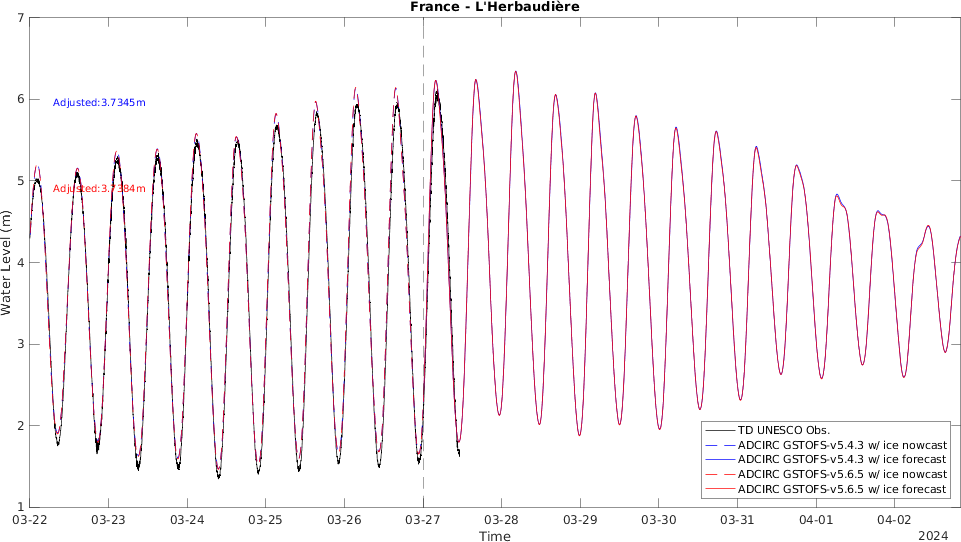 France - L'Herbaudière
7
6
5
4
3
2
1
Water Level (m)
Adjusted:3.7345m
Adjusted:3.7384m
TD UNESCO Obs.
ADCIRC GSTOFS-v5.4.3 w/ ice nowcast
ADCIRC GSTOFS-v5.4.3 w/ ice forecast
ADCIRC GSTOFS-v5.6.5 w/ ice nowcast
ADCIRC GSTOFS-v5.6.5 w/ ice forecast
03-22 03-23 03-24 03-25 03-26 03-27 03-28 03-29 03-30 03-31 04-01 04-02
Time
2024